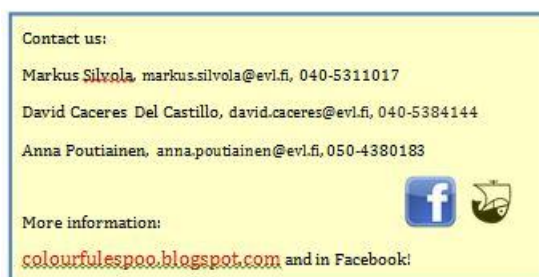 Contact us:
Markus Silvola, markus.silvola@evl.fi, 040-5311017
David Caceres Del Castillo, david.caceres@evl.fi, 040-5384144
Anna Poutiainen, anna.poutiainen@evl.fi, 050-4380183
More information:
colourfulespoo.blogspot.com and in Facebook!